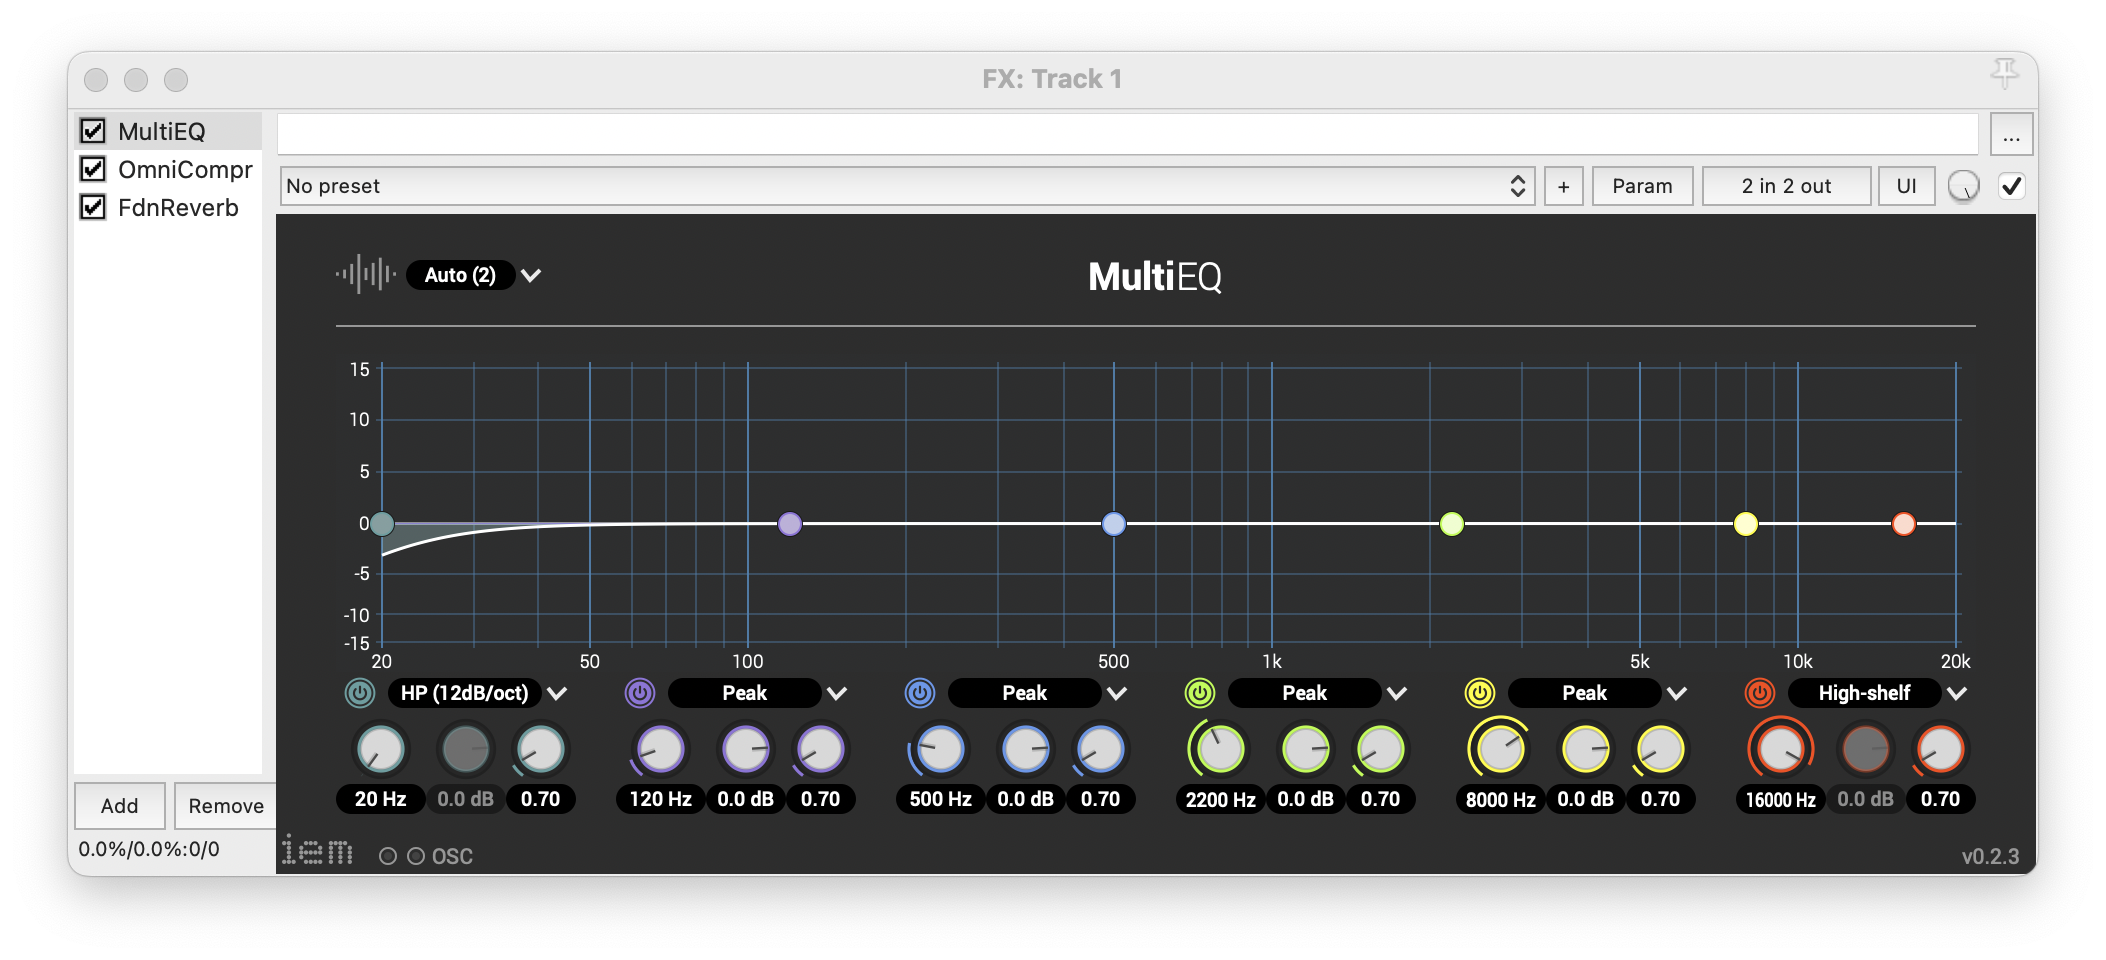 FX: Track 1
MultiEQ
OmniCompr
FdnReverb
...
No preset
+
Param
2 in 2 out
UI
Auto (2)
MultiEQ
15
10
5
0
-5
-10
-15
20 50 100 500 1k 5k 10k 20k
HP (12dB/oct) Peak Peak Peak Peak High-shelf
20 Hz 0.0 dB 0.70 120 Hz 0.0 dB 0.70 500 Hz 0.0 dB 0.70 2200 Hz 0.0 dB 0.70 8000 Hz 0.0 dB 0.70 16000 Hz 0.0 dB 0.70
Add
Remove
0.0%/0.0%:0/0
iem
OSC
v0.2.3